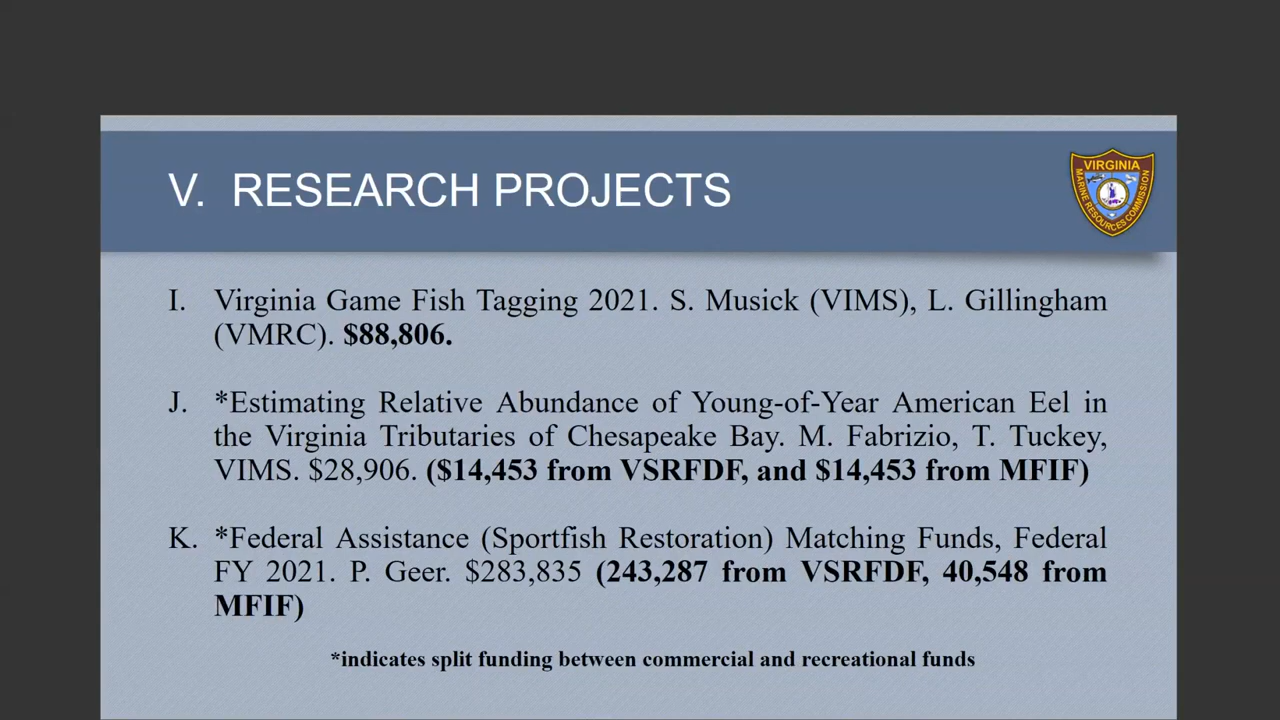 V. RESEARCH PROJECTS
VIRGINIA
MARINE RESOURCES COMMISSION
I. Virginia Game Fish Tagging 2021. S. Musick (VIMS), L. Gillingham
(VMRC). $88,806.
J. *Estimating Relative Abundance of Young-of-Year American Eel in
the Virginia Tributaries of Chesapeake Bay. M. Fabrizio, T. Tuckey,
VIMS. $28,906. ($14,453 from VSRFDF, and $14,453 from MFIF)
K. *Federal Assistance (Sportfish Restoration) Matching Funds, Federal
FY 2021. P. Geer. $283,835 (243,287 from VSRFDF, 40,548 from
MFIF)
*indicates split funding between commercial and recreational funds